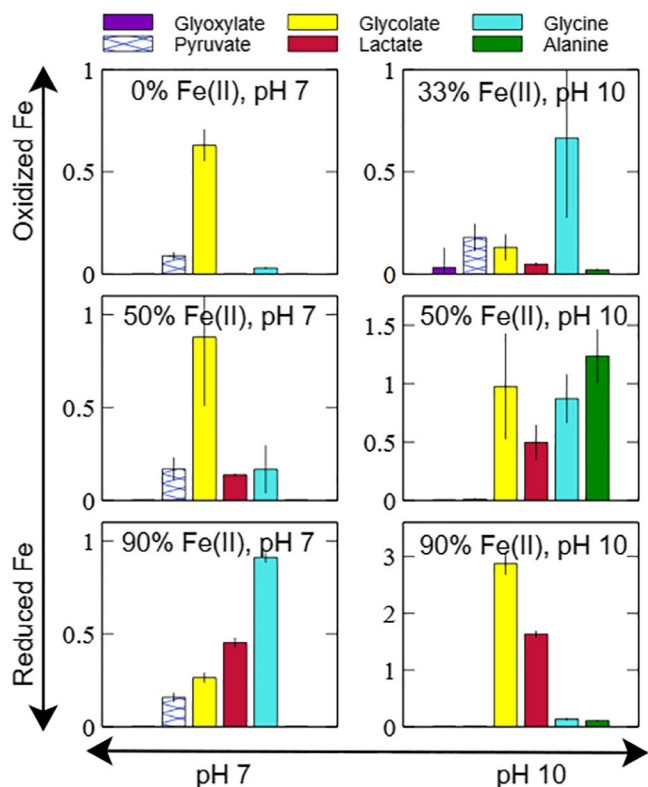 Glyoxylate Glycolate Glycine
Pyruvate Lactate Alanine
Oxidized Fe
Reduced Fe
0% Fe(II), pH 7
1
0.5
0
33% Fe(II), pH 10
1
0.5
0
50% Fe(II), pH 7
1
0.5
0
50% Fe(II), pH 10
1.5
1
0.5
0
90% Fe(II), pH 7
1
0.5
0
90% Fe(II), pH 10
3
2
1
0
pH 7 pH 10